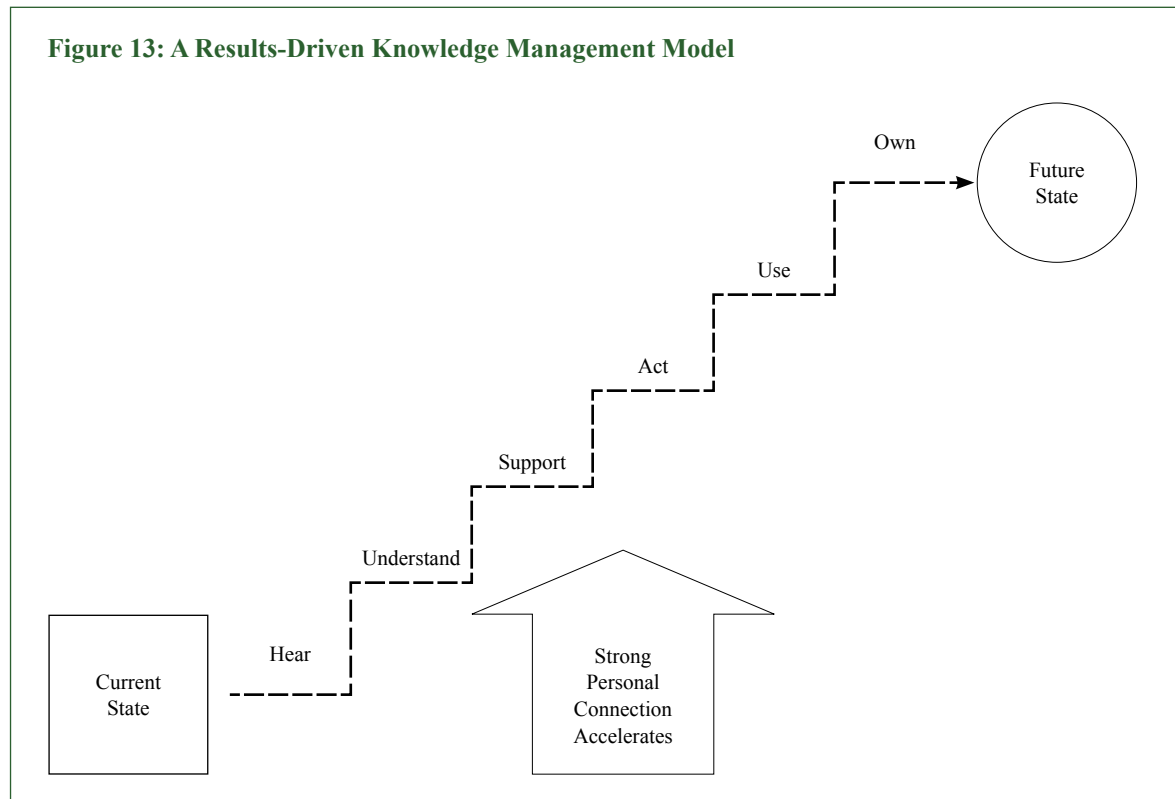 Figure 13: A Results-Driven Knowledge Management Model
Own
Future
State
Use
Act
Support
Understand
Hear
Current
State
Strong
Personal
Connection
Accelerates